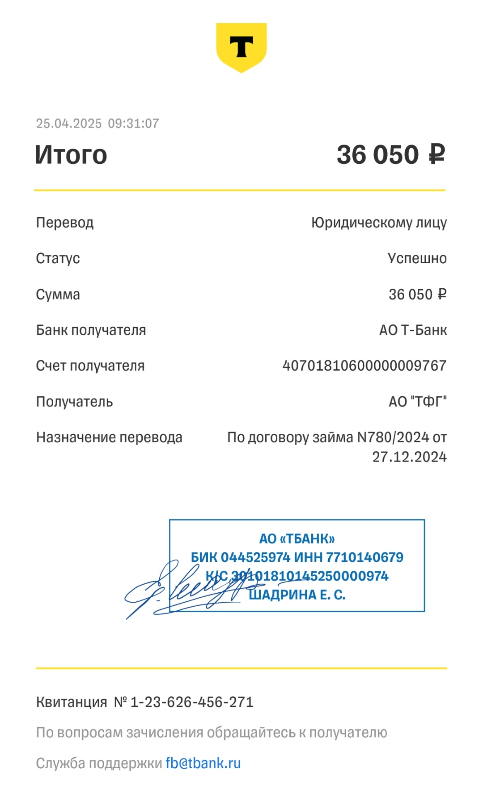 Т
25.04.2025 09:31:07
Итого 36 050 ₽
Перевод Юридическому лицу
Статус Успешно
Сумма 36 050 ₽
Банк получателя АО Т-Банк
Счет получателя 40701810600000009767
Получатель АО "ТФГ"
Назначение перевода По договору займа N780/2024 от
27.12.2024
АО «ТБАНК»
БИК 044525974 ИНН 7710140679
К/С 30101810145250000974
ШАДРИНА Е. С.
Квитанция № 1-23-626-456-271
По вопросам зачисления обращайтесь к получателю
Служба поддержки fb@tbank.ru